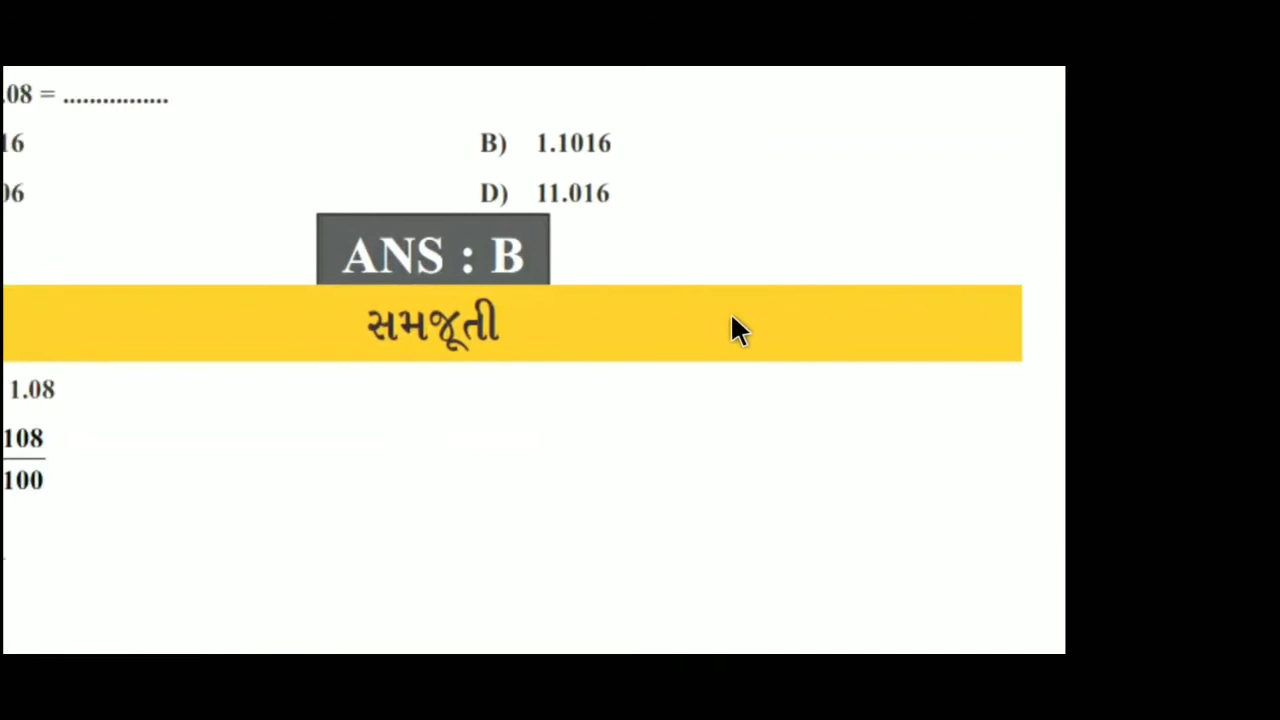 .08 = ................
16
B) 1.1016
06
D) 11.016
ANS : B
સમજૂતી
1.08
108
100